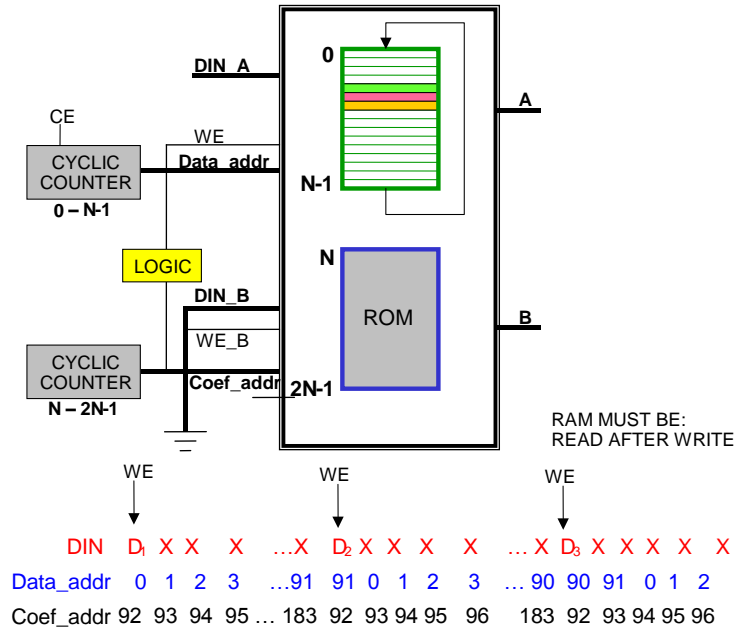 DIN_A
0
A
CE
WE
CYCLIC
COUNTER
Data_addr
0 – N-1
N-1
LOGIC
N
DIN_B
ROM
B
WE_B
CYCLIC
COUNTER
Coef_addr
2N-1
N – 2N-1
RAM MUST BE:
READ AFTER WRITE
WE WE WE
DIN D1 X X X …X D2 X X X X … X D3 X X X X X
Data_addr 0 1 2 3 …91 91 0 1 2 3 … 90 90 91 0 1 2
Coef_addr 92 93 94 95 … 183 92 93 94 95 96 183 92 93 94 95 96